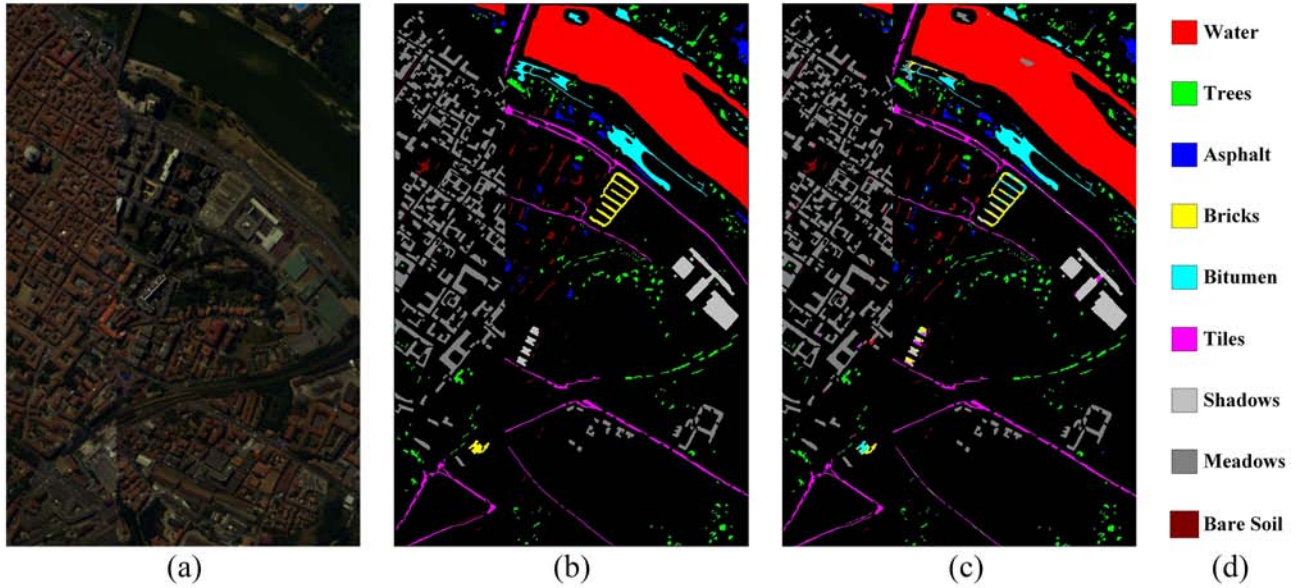 Water
Trees
Asphalt
Bricks
Bitumen
Tiles
Shadows
Meadows
Bare Soil
(a)
(b)
(c)
(d)